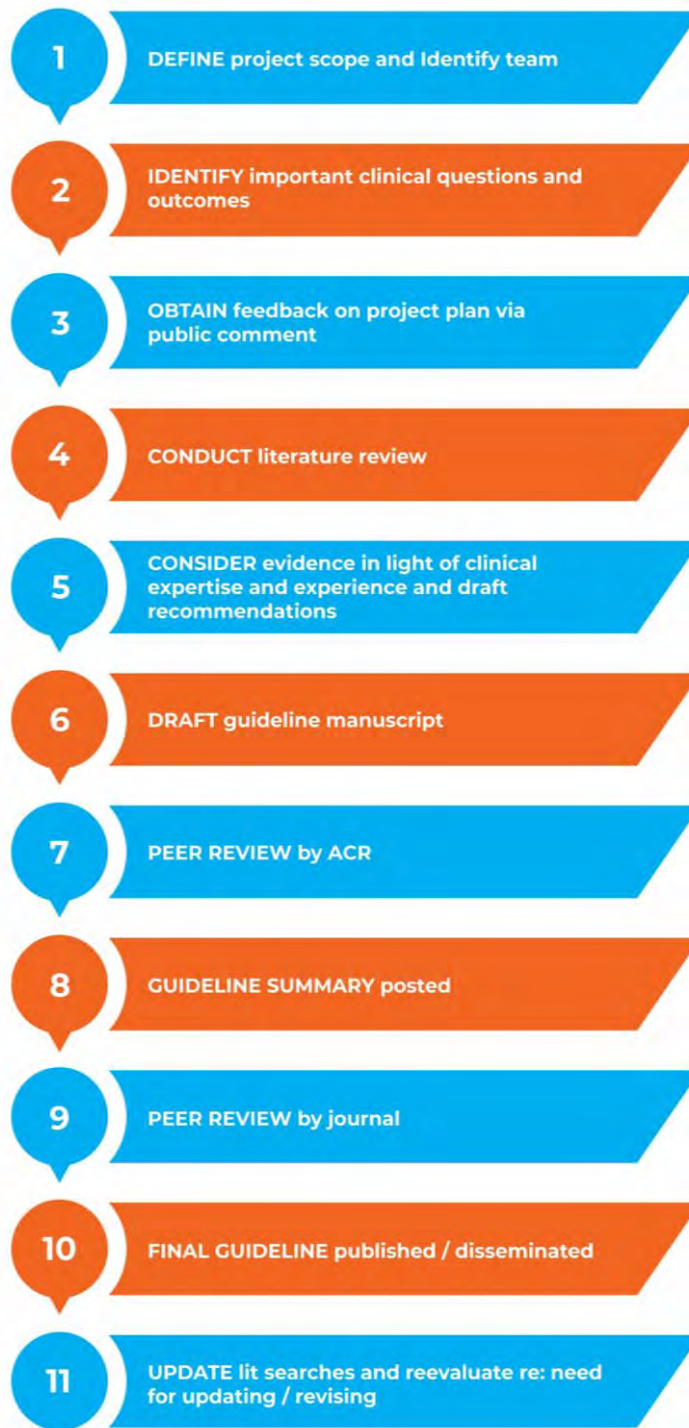 1
DEFINE project scope and Identify team
2
IDENTIFY important clinical questions and
outcomes
3
OBTAIN feedback on project plan via
public comment
4
CONDUCT literature review
5
CONSIDER evidence in light of clinical
expertise and experience and draft
recommendations
6
DRAFT guideline manuscript
7
PEER REVIEW by ACR
8
GUIDELINE SUMMARY posted
9
PEER REVIEW by journal
10
FINAL GUIDELINE published / disseminated
11
UPDATE lit searches and reevaluate re: need
for updating / revising